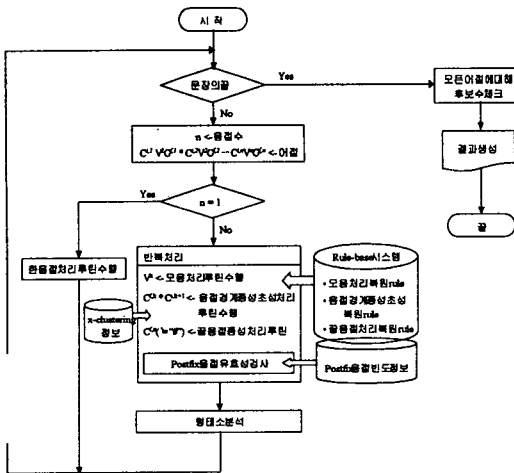 시 작
문장의끝
Yes
No
모든어절에대해
후보수체크
결과생성
끝
n <-음절수
<-어절
n = 1
Yes
No
한음절처리루틴수행
반복처리
<-모음처리루틴수행
<- 음절경계종성초성처리
루틴수행
<-끝음절종성처리루틴
Postfix음절유효성검사
x-clustering
정보
Rule-base시스템
• 모음처리복원rule
• 음절경계종성초성
복원rule
• 끝음절처리복원rule
Postfix음절빈도정보
형태소분석